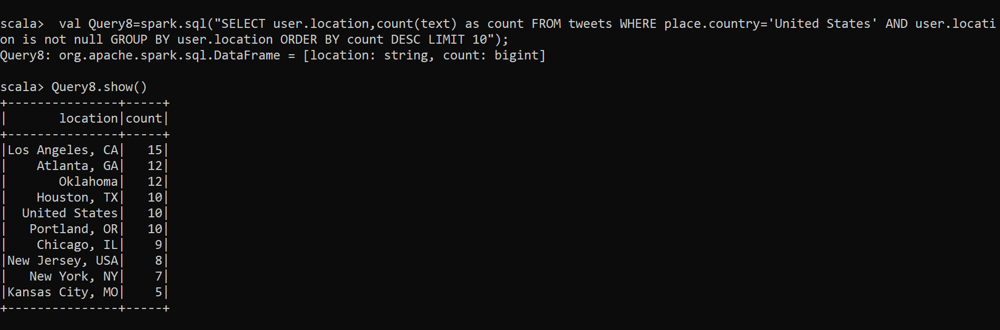 scala>  val Query8=spark.sql("SELECT user.location,count(text) as count FROM tweets WHERE place.country='United States' AND user.locati
on is not null GROUP BY user.location ORDER BY count DESC LIMIT 10");
Query8: org.apache.spark.sql.DataFrame = [location: string, count: bigint]
scala> Query8.show()
+---------------+-----+
|       location|count|
+---------------+-----+
|Los Angeles, CA|   15|
|    Atlanta, GA|   12|
|       Oklahoma|   12|
|    Houston, TX|   10|
|  United States|   10|
|   Portland, OR|   10|
|    Chicago, IL|    9|
|New Jersey, USA|    8|
|   New York, NY|    7|
|Kansas City, MO|    5|
+---------------+-----+